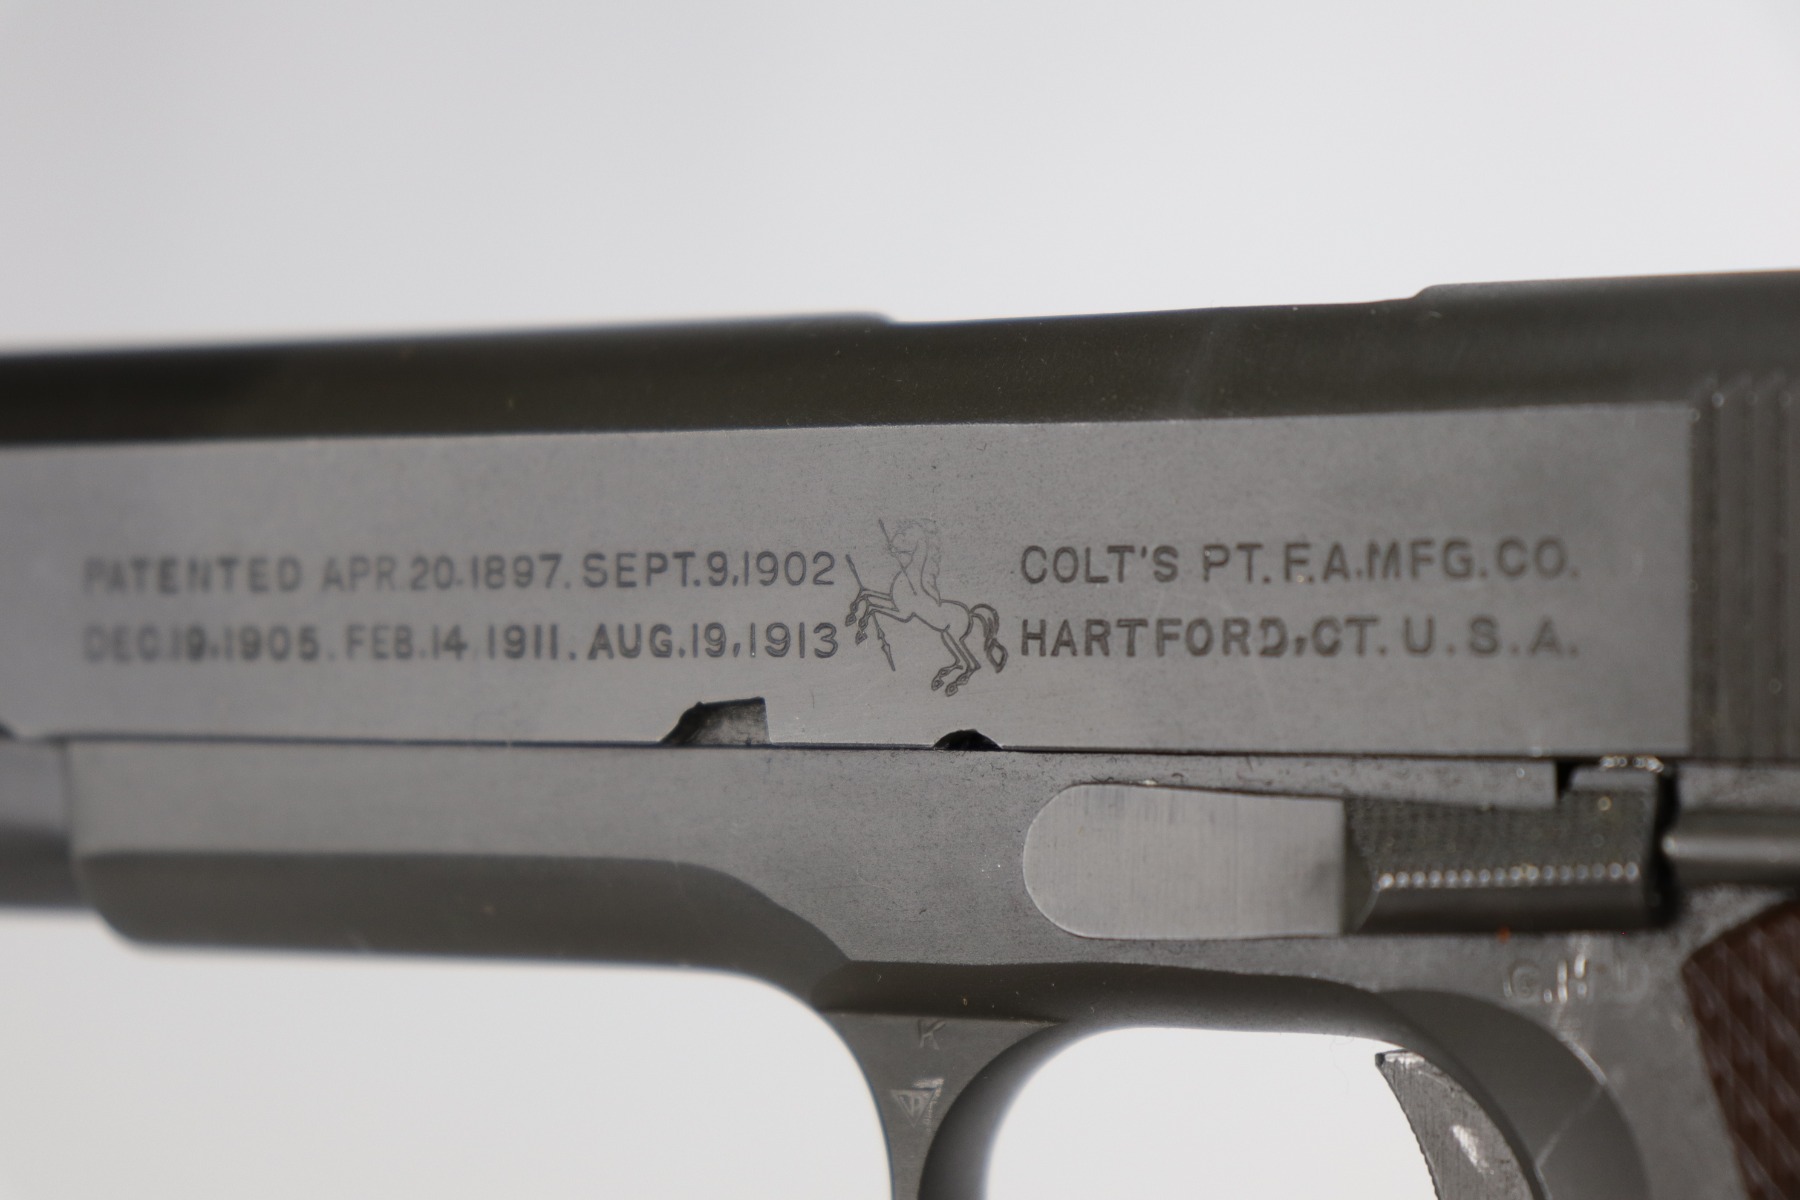 PATENTED APR.20.1897.SEPT.9,1902
DEC.19,1905.FEB.14,1911.AUG.19,1913
COLT'S PT.F.A.MFG.CO.
HARTFORD,CT.U.S.A.
G.H.D
K